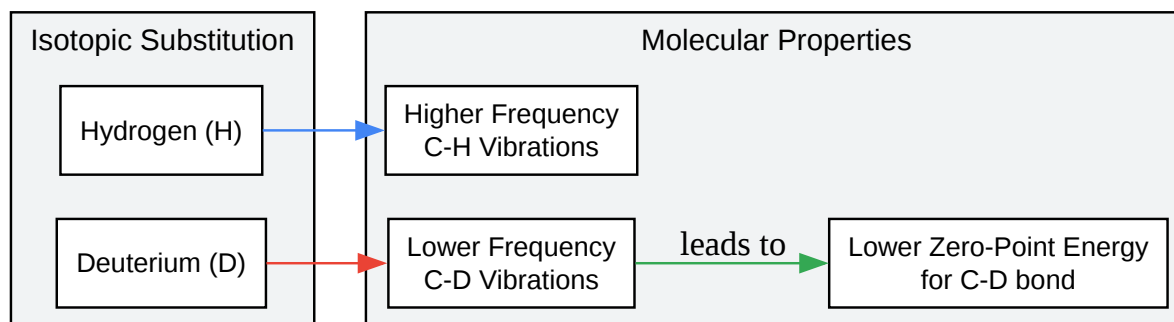 Isotopic Substitution
Molecular Properties
Hydrogen (H)
Higher Frequency
C-H Vibrations
Deuterium (D)
Lower Frequency
C-D Vibrations
leads to
Lower Zero-Point Energy
for C-D bond